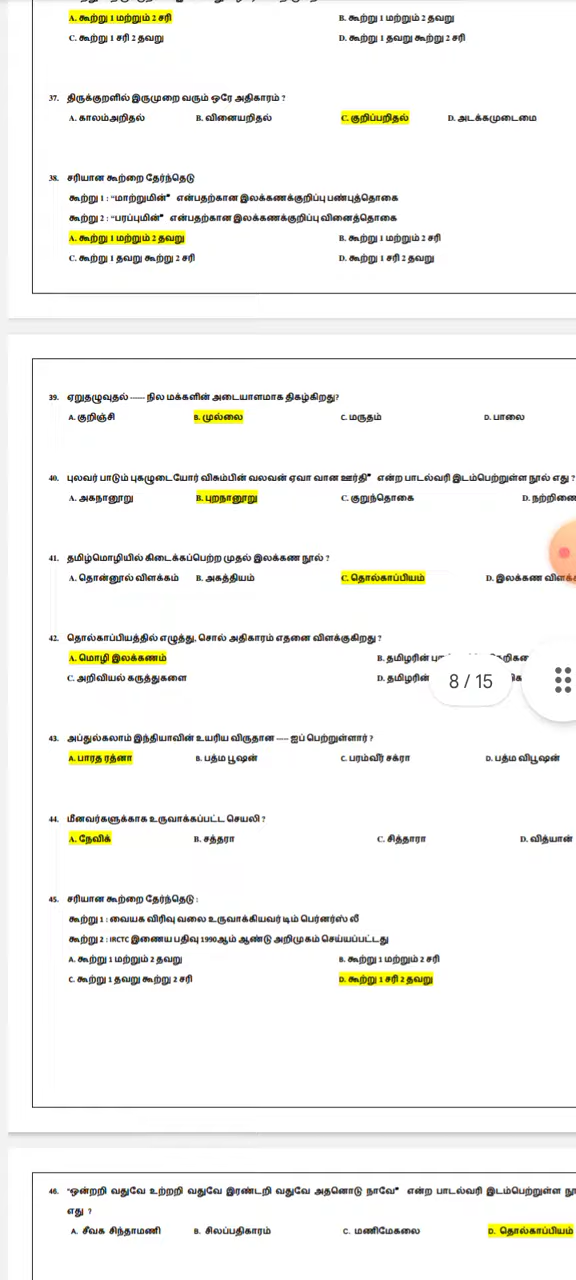 A. கூற்று 1 மற்றும் 2 சரி B. கூற்று 1 மற்றும் 2 தவறு
C. கூற்று 1 சரி 2 தவறு D. கூற்று 1 தவறு கூற்று 2 சரி
37. திருக்குறளில் இருமுறை வரும் ஒரே அதிகாரம் ?
A. காலம்அறிதல் B. வினையறிதல் C. குறிப்பறிதல் D. அடக்கமுடைமை
38. சரியான கூற்றை தேர்ந்தெடு
கூற்று 1 : “மாற்றுமின்” என்பதற்கான இலக்கணக்குறிப்பு பண்புத்தொகை
கூற்று 2 : “பரப்புமின்” என்பதற்கான இலக்கணக்குறிப்பு வினைத்தொகை
A. கூற்று 1 மற்றும் 2 தவறு B. கூற்று 1 மற்றும் 2 சரி
C. கூற்று 1 தவறு கூற்று 2 சரி D. கூற்று 1 சரி 2 தவறு
39. ஏறுதழுவுதல் ----- நில மக்களின் அடையாளமாக திகழ்கிறது?
A. குறிஞ்சி B. முல்லை C. மருதம் D. பாலை
40. புலவர் பாடும் புகழுடையோர் விசும்பின் வலவன் ஏவா வான ஊர்தி” என்ற பாடல்வரி இடம்பெற்றுள்ள நூல் எது ?
A. அகநானூறு B. புறநானூறு C. குறுந்தொகை D. நற்றிணை
41. தமிழ்மொழியில் கிடைக்கப்பெற்ற முதல் இலக்கண நூல் ?
A. தொன்னூல் விளக்கம் B. அகத்தியம் C. தொல்காப்பியம் D. இலக்கண
42. தொல்காப்பியத்தில் எழுத்து, சொல் அதிகாரம் எதனை விளக்குகிறது ?
A. மொழி இலக்கணம் B. தமிழரின்
C. அறிவியல் கருத்துகளை D. தமிழரின்
8 / 15
43. அப்துல்கலாம் இந்தியாவின் உயரிய விருதான ---- ஐப் பெற்றுள்ளார் ?
A. பாரத ரத்னா B. பத்ம பூஷன் C. பரம்வீர் சக்ரா D. பத்ம விபூஷன்
44. மீனவர்களுக்காக உருவாக்கப்பட்ட செயலி ?
A. நேவிக் B. சத்தரா C. சித்தாரா D. வித்யான்
45. சரியான கூற்றை தேர்ந்தெடு :
கூற்று 1 : வையக விரிவு வலை உருவாக்கியவர் டிம் பெர்னர்ஸ் லீ
கூற்று 2 : IRCTC இணைய பதிவு 1990ஆம் ஆண்டு அறிமுகம் செய்யப்பட்டது
A. கூற்று 1 மற்றும் 2 தவறு B. கூற்று 1 மற்றும் 2 சரி
C. கூற்று 1 தவறு கூற்று 2 சரி D. கூற்று 1 சரி 2 தவறு
46. “ஒன்றறி வதுவே உற்றறி வதுவே இரண்டறி வதுவே அதனொடு நாவே” என்ற பாடல்வரி இடம்பெற்றுள்ள
எது ?
A. சீவக சிந்தாமணி B. சிலப்பதிகாரம் C. மணிமேகலை D. தொல்காப்பியம்